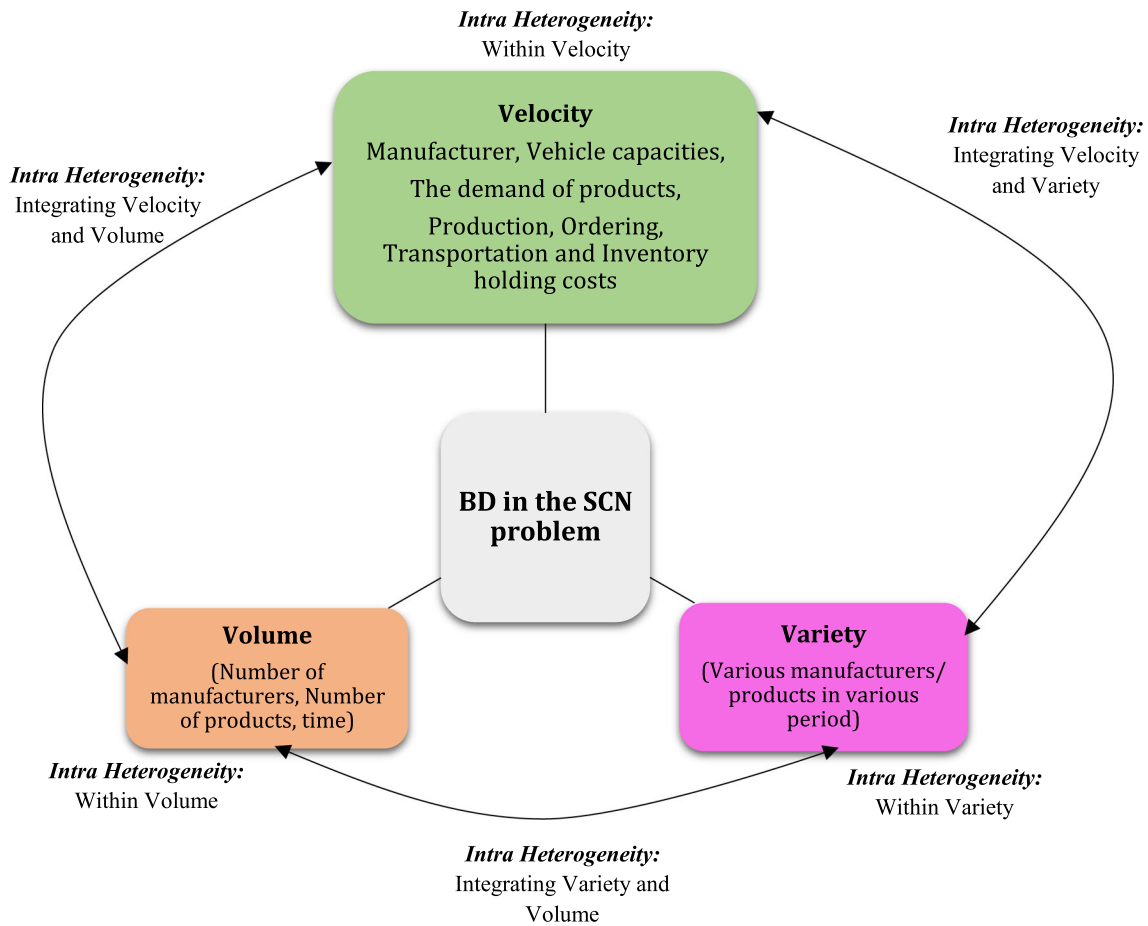 Intra Heterogeneity:
Within Velocity
Velocity
Manufacturer, Vehicle capacities,
The demand of products,
Production, Ordering,
Transportation and Inventory
holding costs
Intra Heterogeneity:
Integrating Velocity
and Variety
Intra Heterogeneity:
Integrating Velocity
and Volume
BD in the SCN
problem
Volume
(Number of
manufacturers, Number
of products, time)
Variety
(Various manufacturers/
products in various
period)
Intra Heterogeneity:
Within Volume
Intra Heterogeneity:
Within Variety
Intra Heterogeneity:
Integrating Variety and
Volume